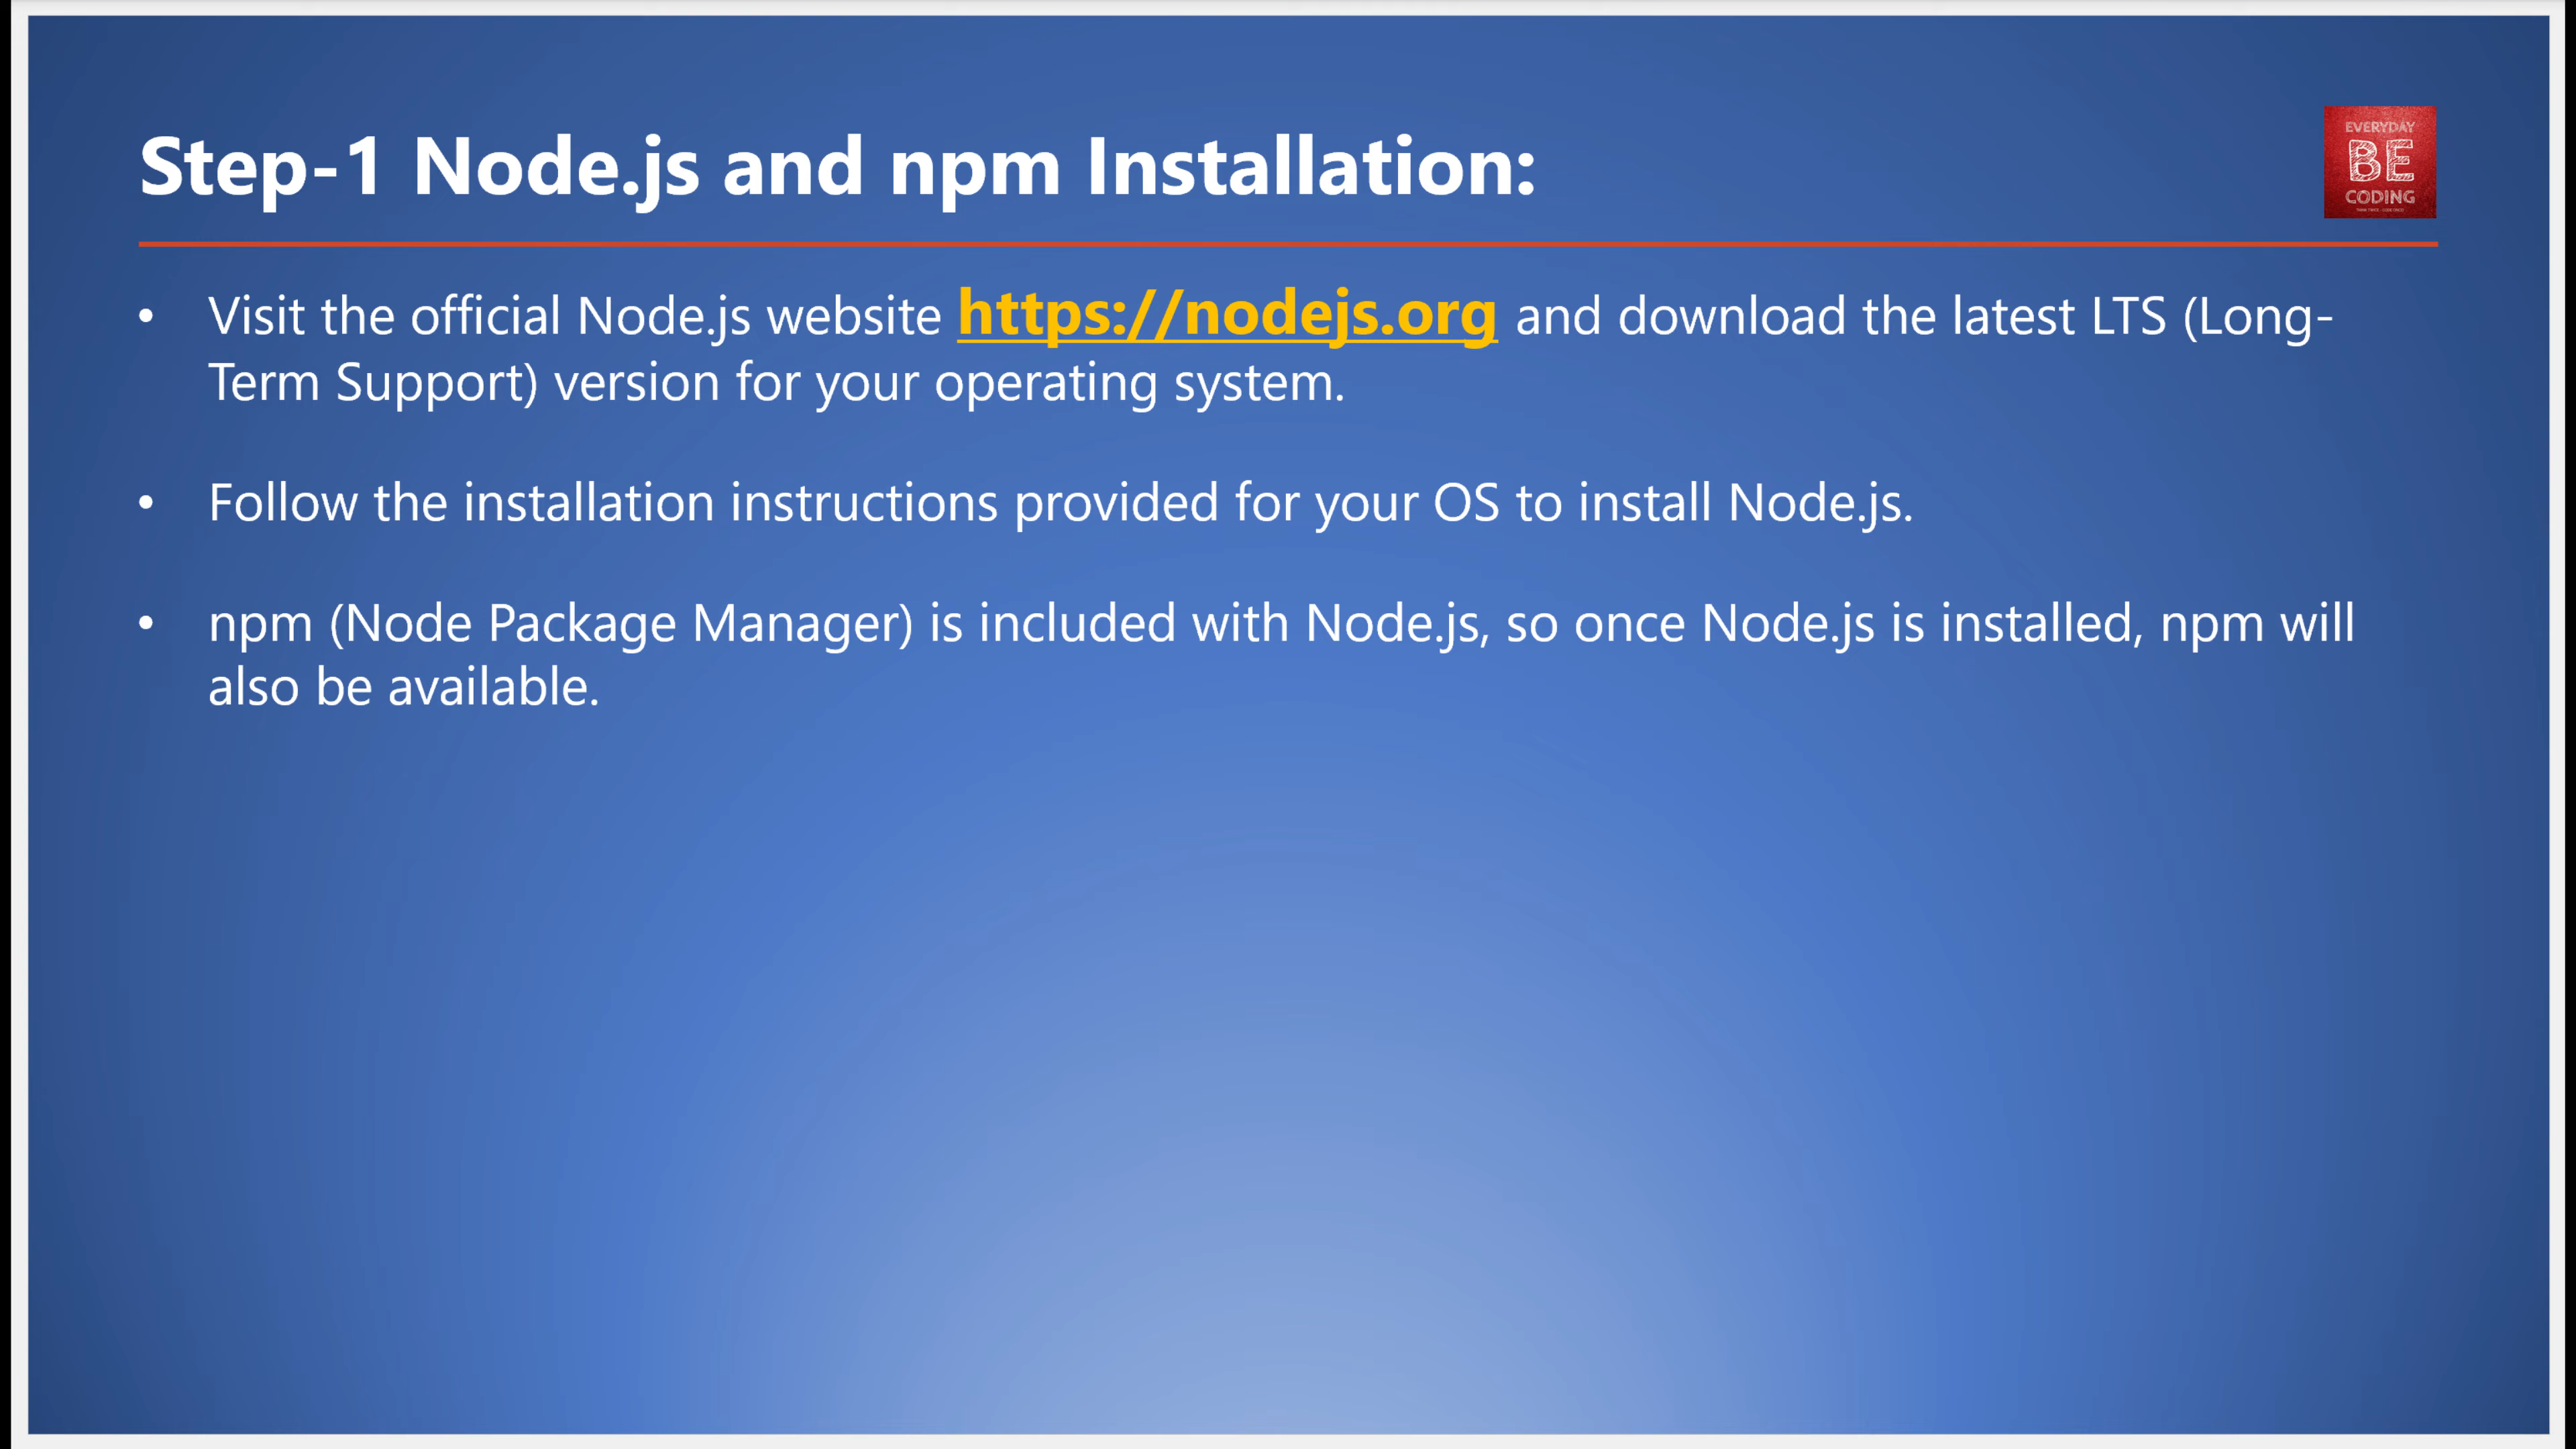 Step-1 Node.js and npm Installation:
EVERYDAY
BE
CODING
• Visit the official Node.js website https://nodejs.org and download the latest LTS (Long-
Term Support) version for your operating system.
• Follow the installation instructions provided for your OS to install Node.js.
• npm (Node Package Manager) is included with Node.js, so once Node.js is installed, npm will
also be available.